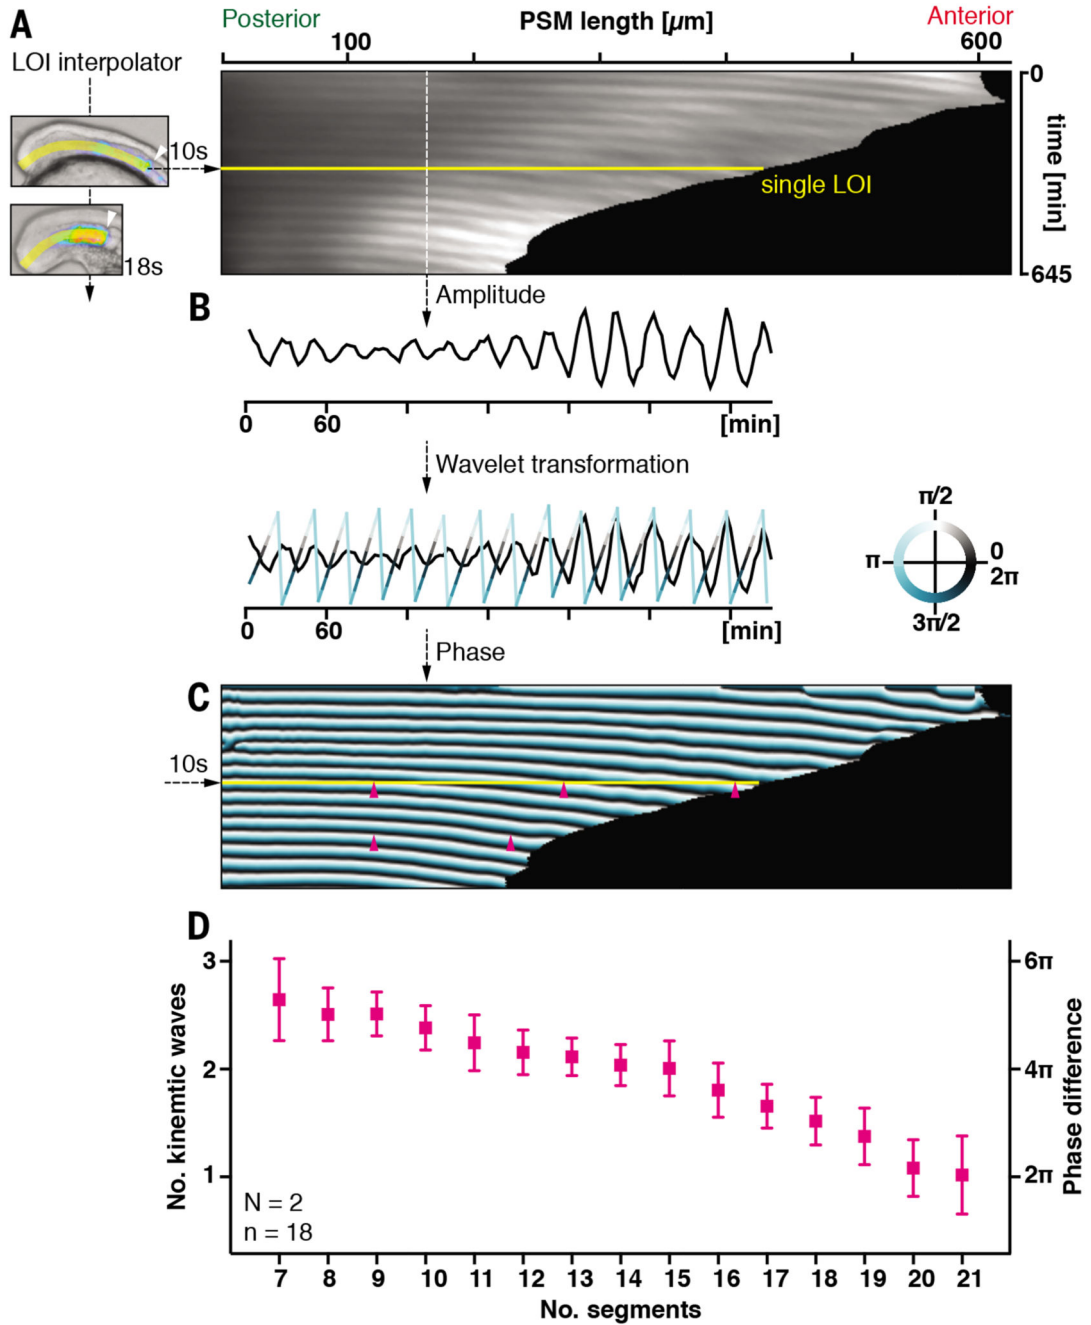 A
Posterior PSM length [µm] Anterior
100 600
LOI interpolator
0
10s
single LOI
time [min]
18s
645
Amplitude
B
0 60 [min]
Wavelet transformation
π/2
π 0
2π
3π/2
0 60 [min]
Phase
C
10s
D
No. kinemtic waves
3
2
1
6π
4π
2π
Phase difference
N = 2
n = 18
7 8 9 10 11 12 13 14 15 16 17 18 19 20 21
No. segments